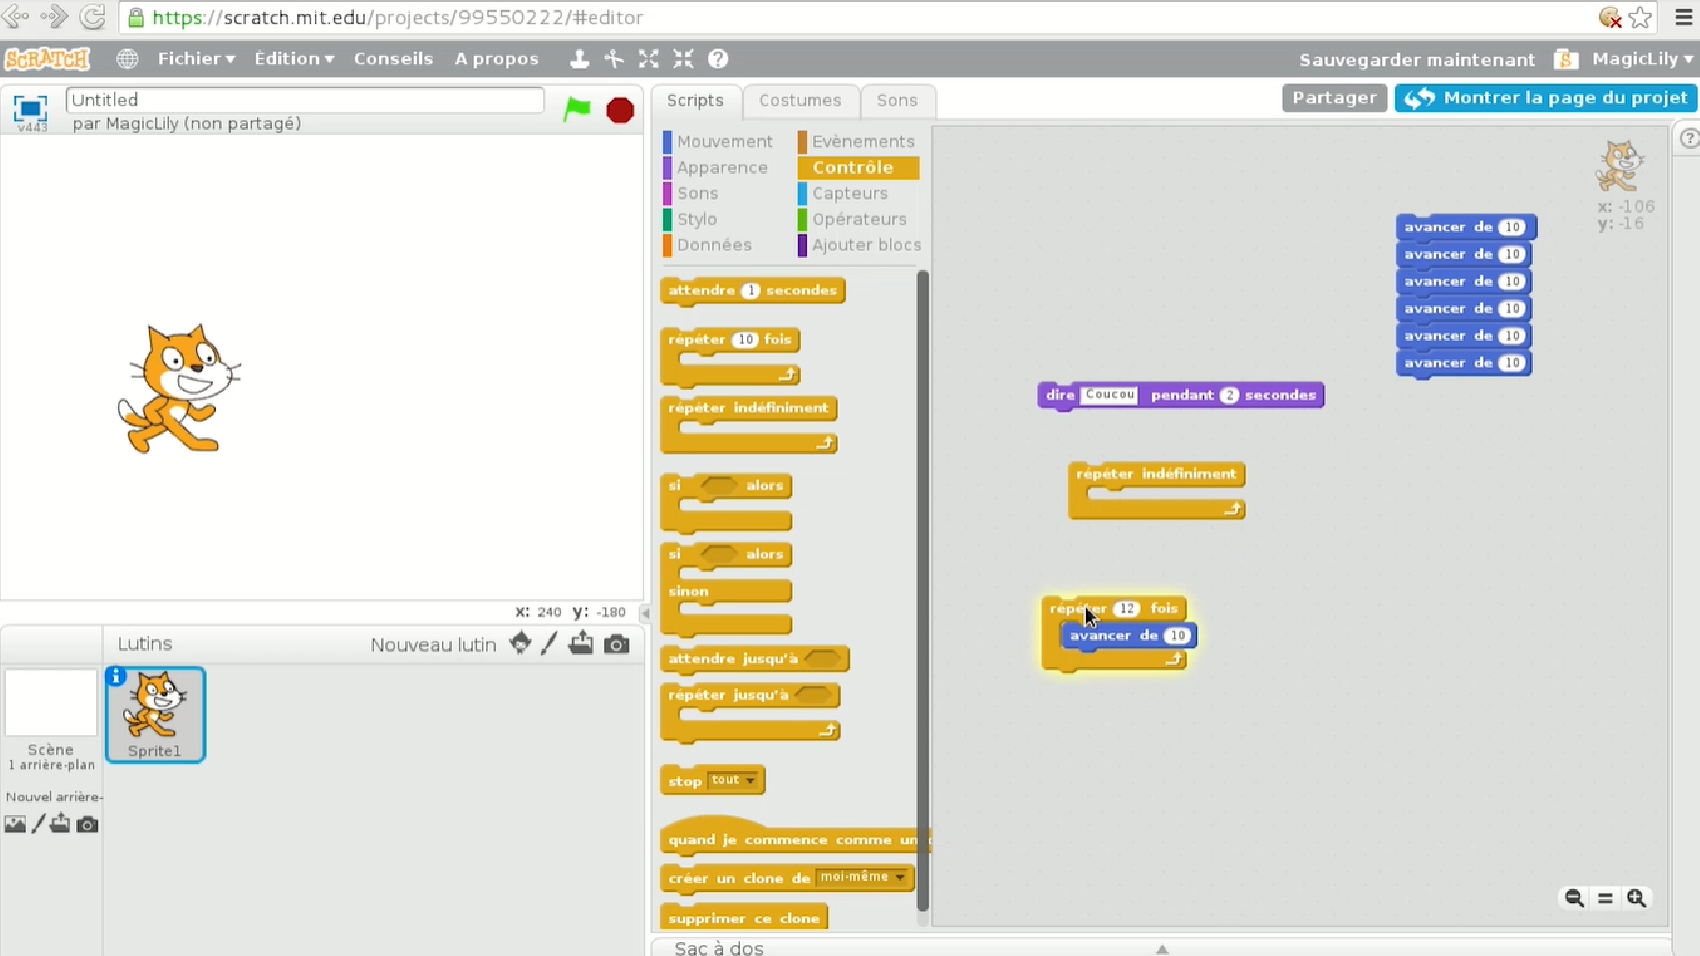 https://scratch.mit.edu/projects/99550222/#editor
SCRATCH
Fichier
Édition
Conseils
A propos
Sauvegarder maintenant
MagicLily
v443
Untitled
par MagicLily (non partagé)
Scripts
Costumes
Sons
Partager
Montrer la page du projet
Mouvement
Evènements
Apparence
Contrôle
Sons
Capteurs
Stylo
Opérateurs
Données
Ajouter blocs
attendre 1 secondes
répéter 10 fois
répéter indéfiniment
si alors
si alors
sinon
attendre jusqu'à
répéter jusqu'à
stop tout
quand je commence comme un
créer un clone de moi-même
supprimer ce clone
x: -106
y: -16
avancer de 10
avancer de 10
avancer de 10
avancer de 10
avancer de 10
avancer de 10
dire Coucou pendant 2 secondes
répéter indéfiniment
répéter 12 fois
avancer de 10
x: 240 y: -180
Lutins
Nouveau lutin
Sprite1
Scène
1 arrière-plan
Nouvel arrière-
Sac à dos